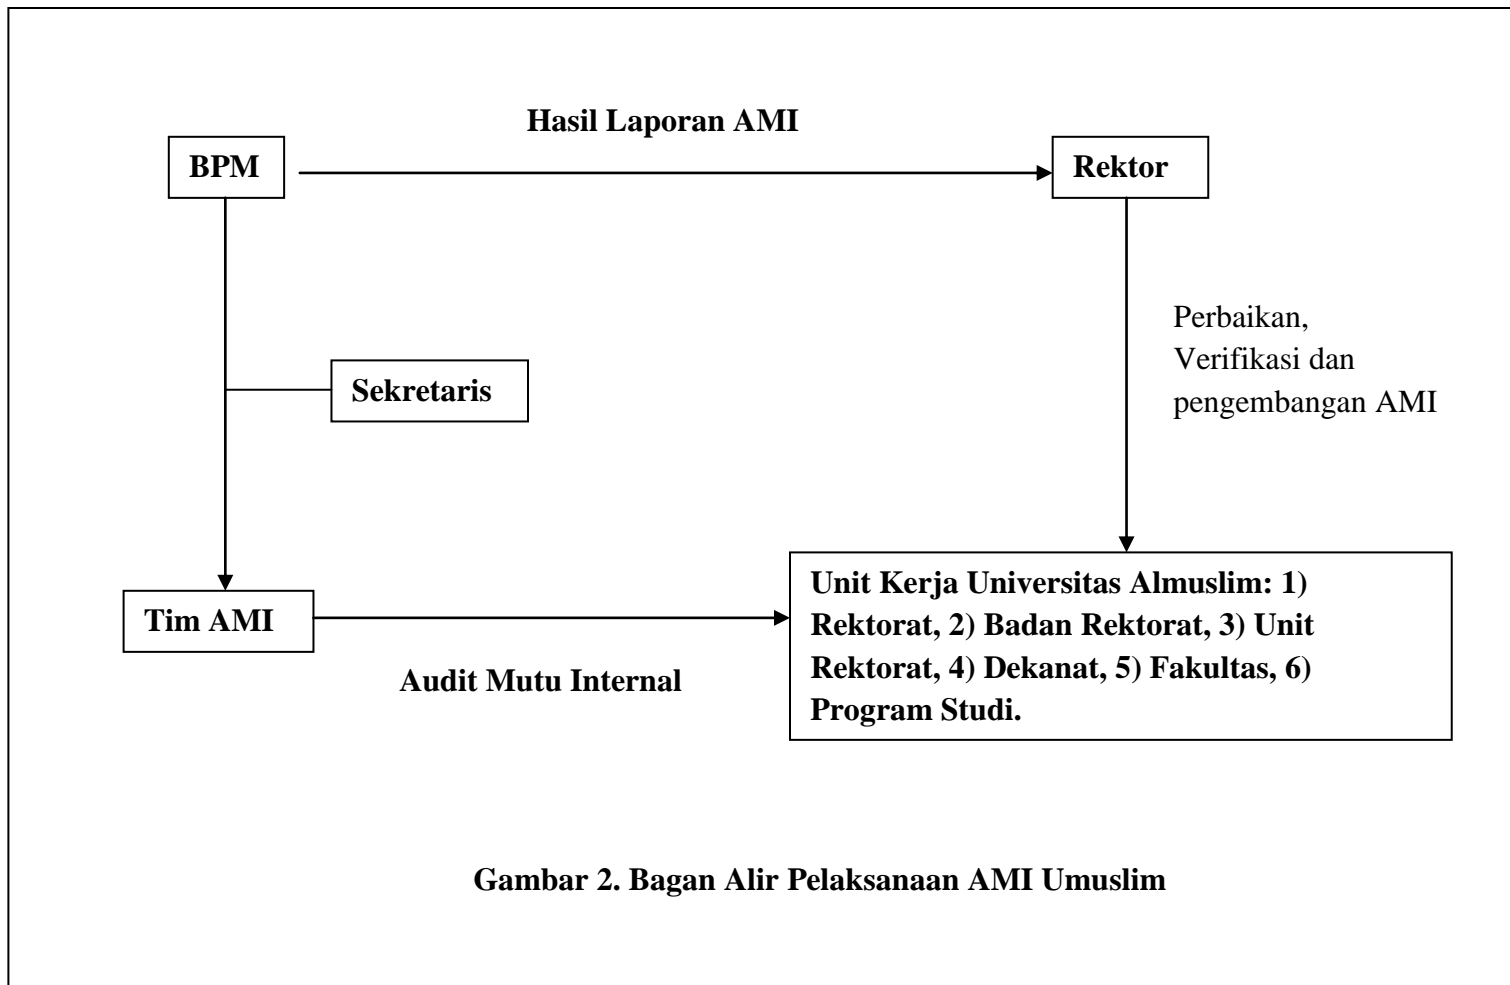 Hasil Laporan AMI
BPM
Rektor
Perbaikan,
Verifikasi dan
pengembangan AMI
Sekretaris
Unit Kerja Universitas Almuslim: 1)
Rektorat, 2) Badan Rektorat, 3) Unit
Rektorat, 4) Dekanat, 5) Fakultas, 6)
Program Studi.
Tim AMI
Audit Mutu Internal
Gambar 2. Bagan Alir Pelaksanaan AMI Umuslim